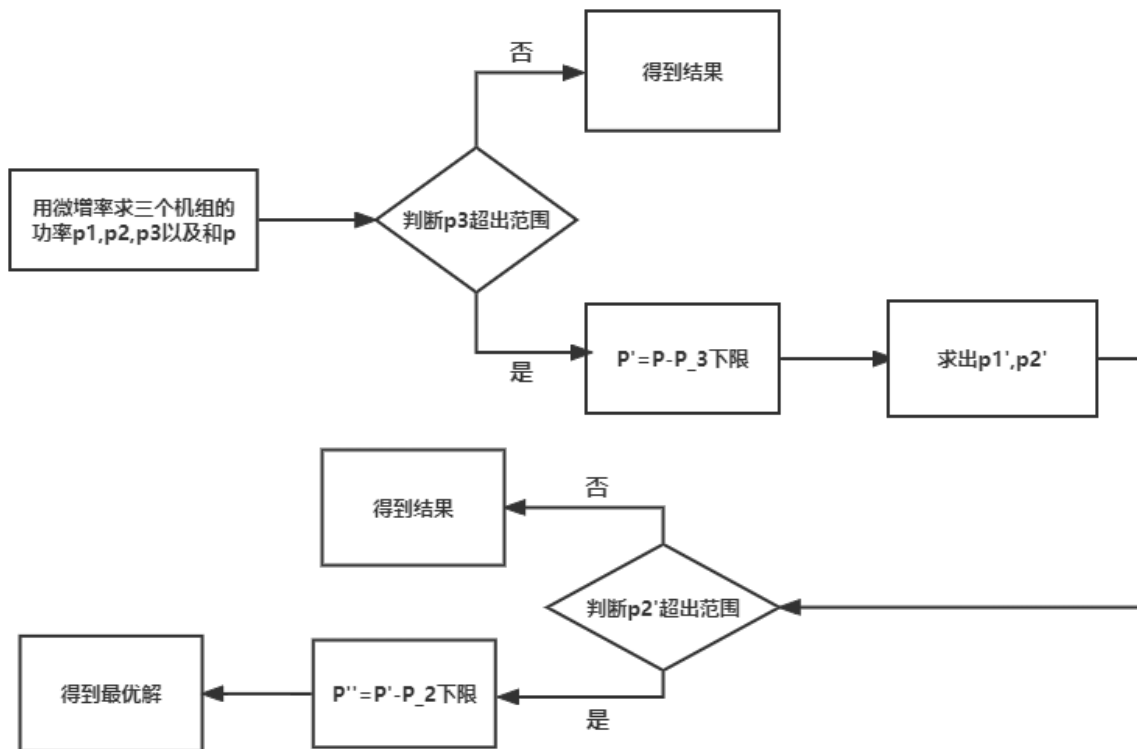 否
得到结果
用微增率求三个机组的
功率p1,p2,p3以及和p
判断p3超出范围
是
P'=P-P_3下限
求出p1',p2'
否
得到结果
判断p2'超出范围
是
P''=P'-P_2下限
得到最优解